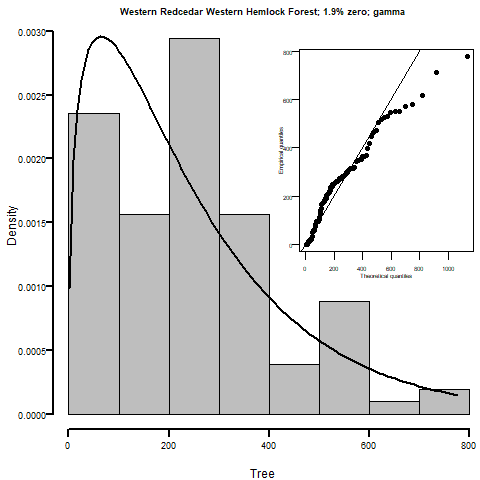 Western Redcedar Western Hemlock Forest; 1.9% zero; gamma
Density
0.0030
0.0025
0.0020
0.0015
0.0010
0.0005
0.0000
0 200 400 600 800
Tree
Empirical quantiles
800
600
400
200
0
0 200 400 600 800 1000
Theoretical quantiles